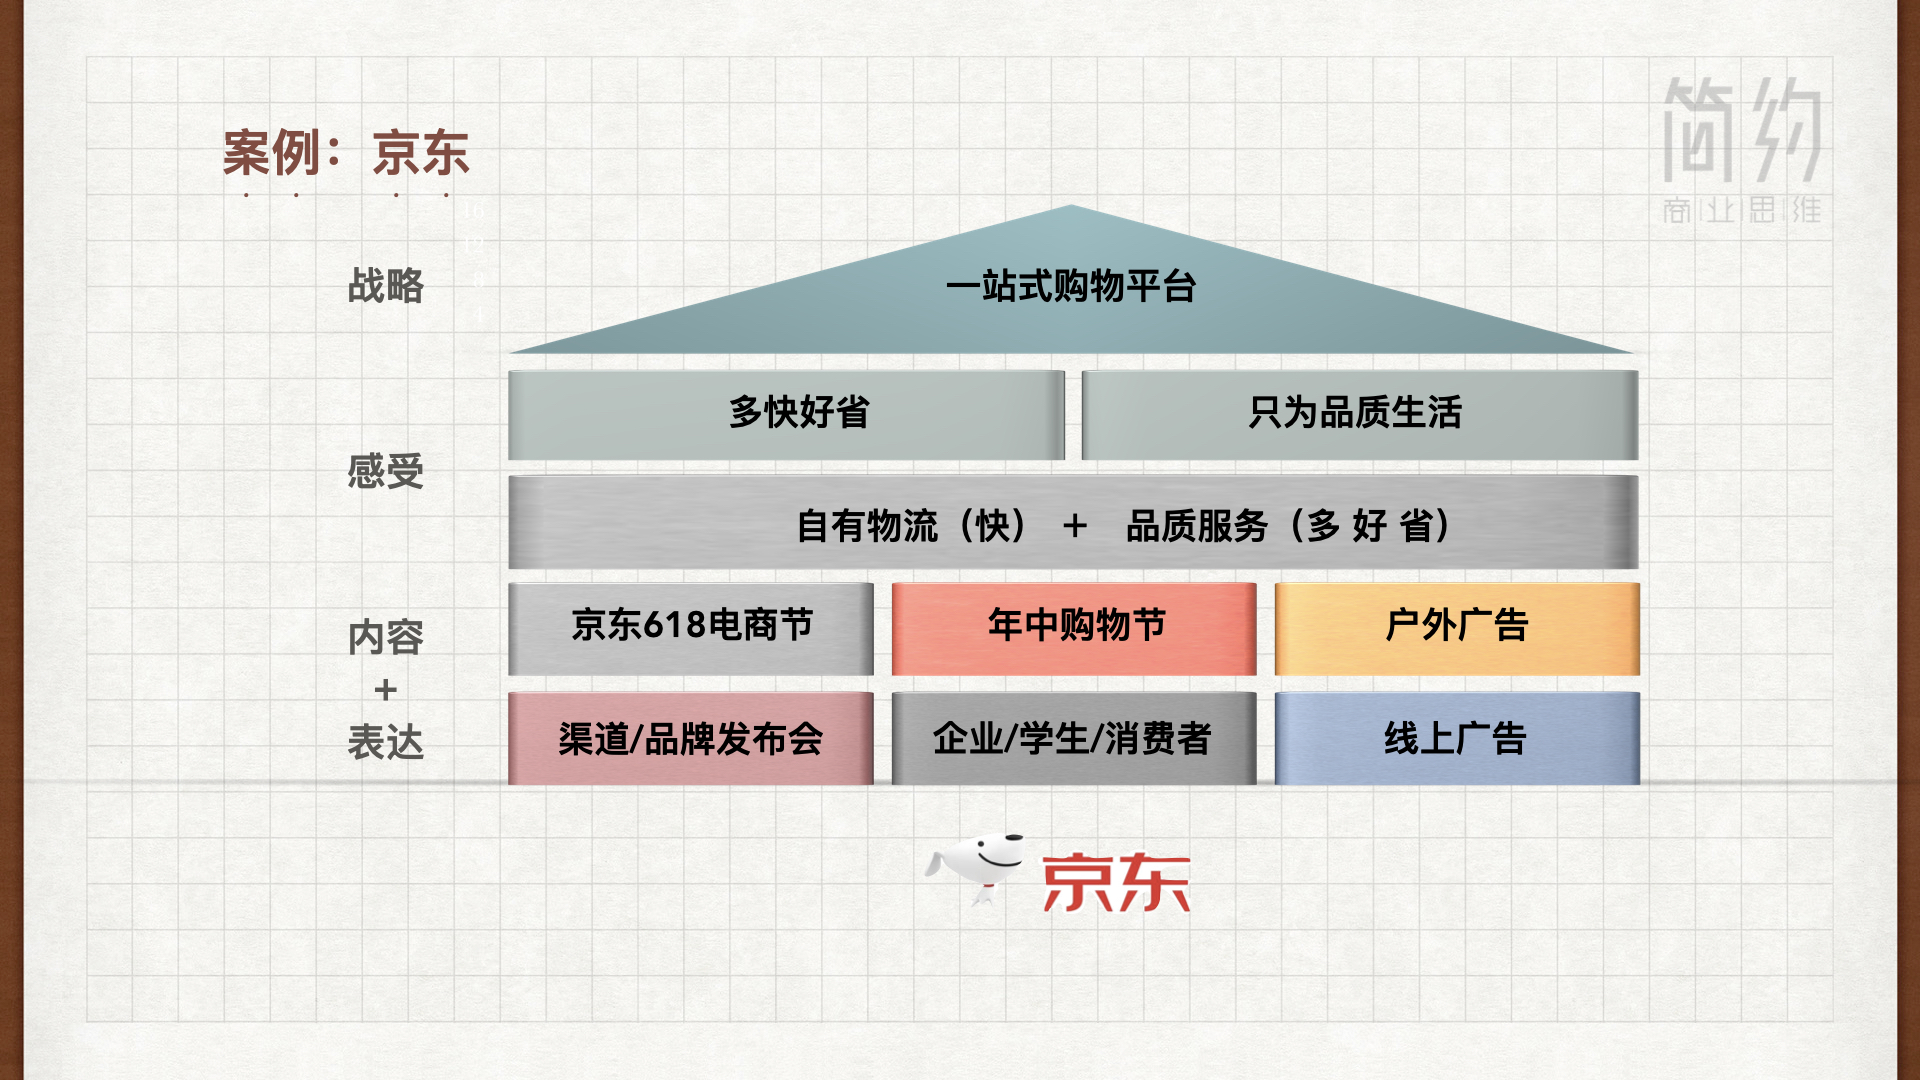 案例：京东
简约
商业思维
战略
一站式购物平台
多快好省
只为品质生活
感受
自有物流（快） + 品质服务（多 好 省）
内容
+
表达
京东618电商节
年中购物节
户外广告
渠道/品牌发布会
企业/学生/消费者
线上广告
京东